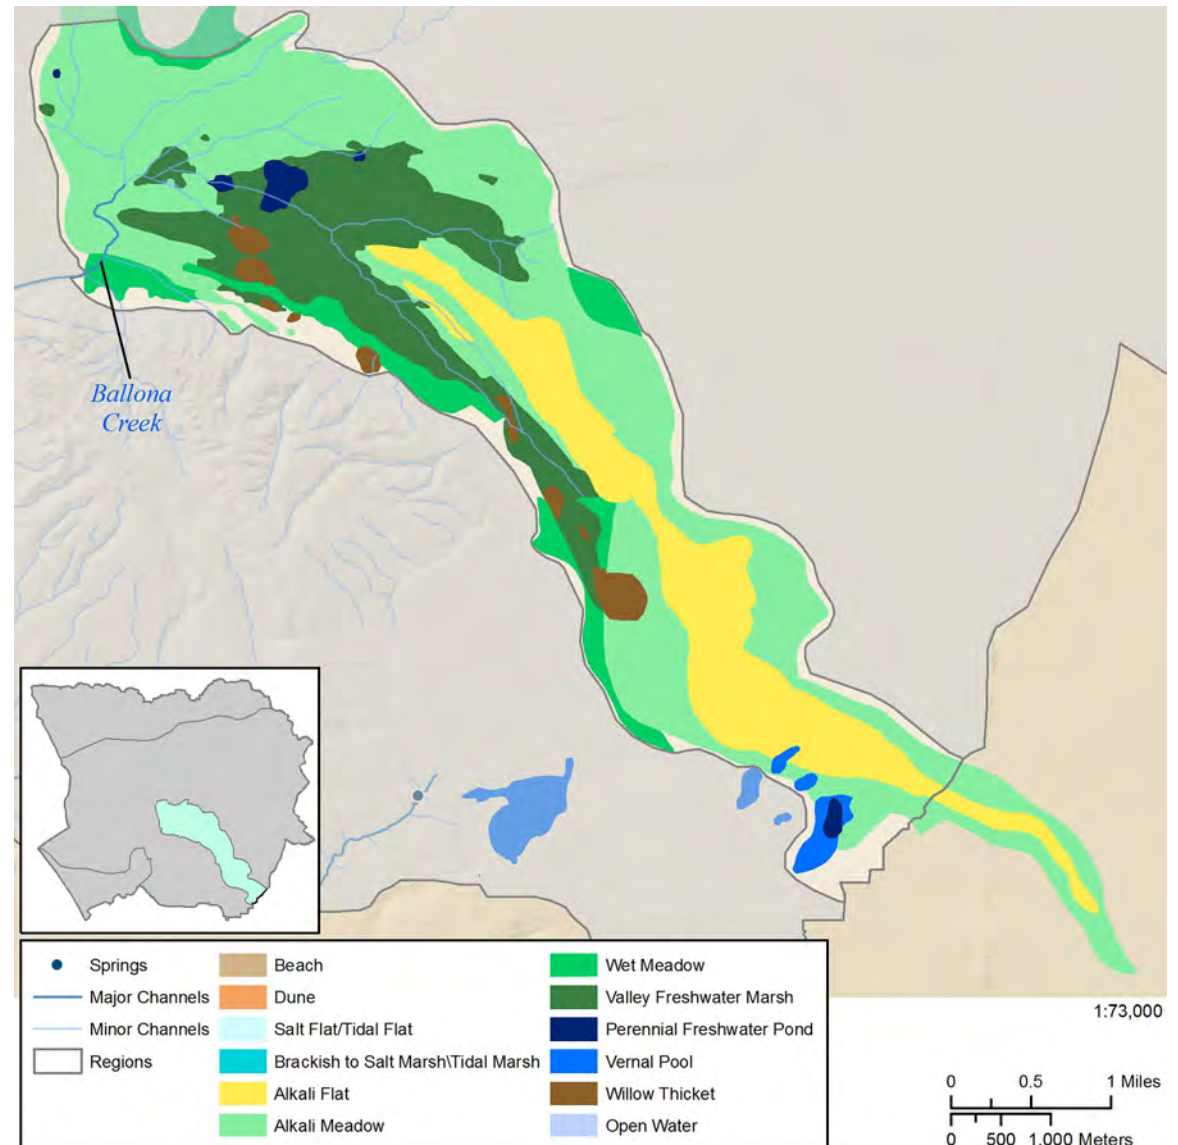 Ballona
Creek
Springs
Major Channels
Minor Channels
Regions
Beach
Dune
Salt Flat/Tidal Flat
Brackish to Salt Marsh\Tidal Marsh
Alkali Flat
Alkali Meadow
Wet Meadow
Valley Freshwater Marsh
Perennial Freshwater Pond
Vernal Pool
Willow Thicket
Open Water
1:73,000
0 0.5 1 Miles
0 500 1,000 Meters